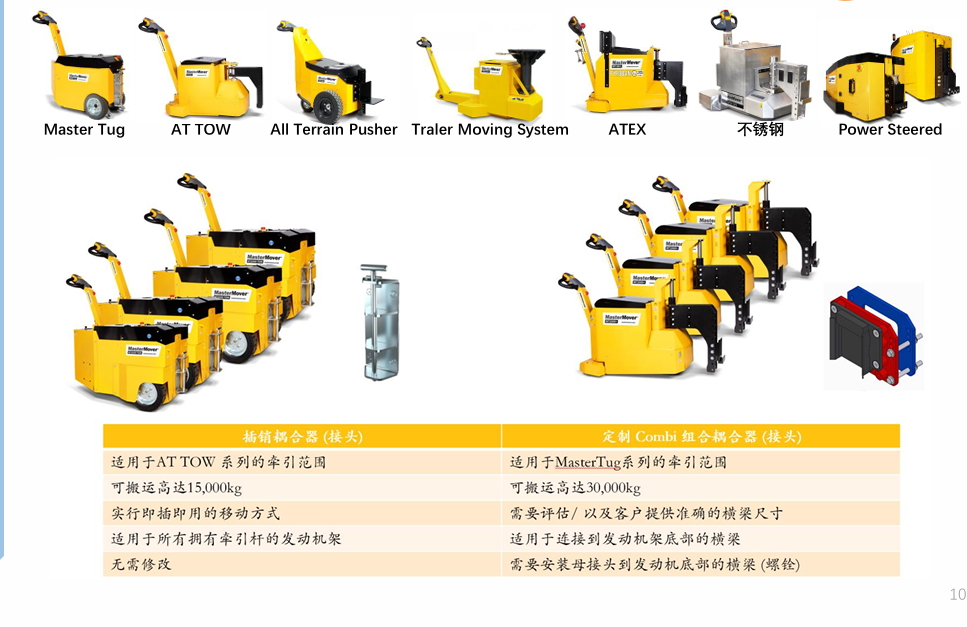 Master Tug
AT TOW
All Terrain Pusher
Traler Moving System
ATEX
不锈钢
Power Steered
MasterMover
MasterMover
MasterMover
MasterMover
MasterMover
MasterMover
MasterMover
插销耦合器 (接头)
定制 Combi 组合耦合器 (接头)
适用于AT TOW 系列的牵引范围
适用于MasterTug系列的牵引范围
可搬运高达15,000kg
可搬运高达30,000kg
实行即插即用的移动方式
需要评估/ 以及客户提供准确的横梁尺寸
适用于所有拥有牵引杆的发动机架
适用于连接到发动机架底部的横梁
无需修改
需要安装母接头到发动机底部的横梁 (螺铨)
10